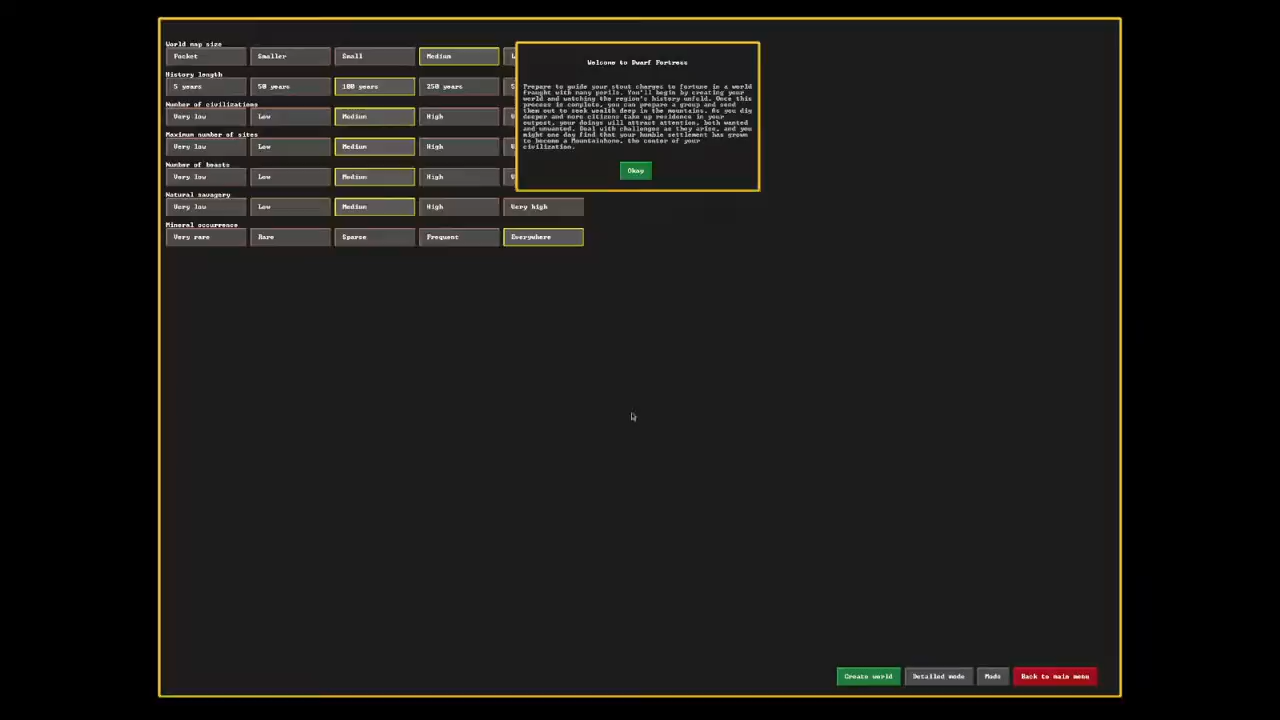 World map size
Pocket Smaller Small Medium
History length
5 years 50 years 100 years 250 years
Number of civilizations
Very low Low Medium High
Maximum number of sites
Very low Low Medium High
Number of beasts
Very low Low Medium High
Natural savagery
Very low Low Medium High Very high
Mineral occurrence
Very rare Rare Sparse Frequent Everywhere
Welcome to Dwarf Fortress
Prepare to guide your stout charges to fortune in a world
fraught with many perils. You'll begin by creating your
world and watching the region's history unfold. Once this
process is complete, you can prepare a group and send
them out to seek wealth deep in the mountains. As you dig
deeper and more citizens take up residence in your
outpost, your doings will attract attention, both wanted
and unwanted. Deal with challenges as they arise, and you
might one day find that your humble settlement has grown
to become a Mountainhome, the center of your
civilization.
Okay
Create world Detailed mode Mods Back to main menu